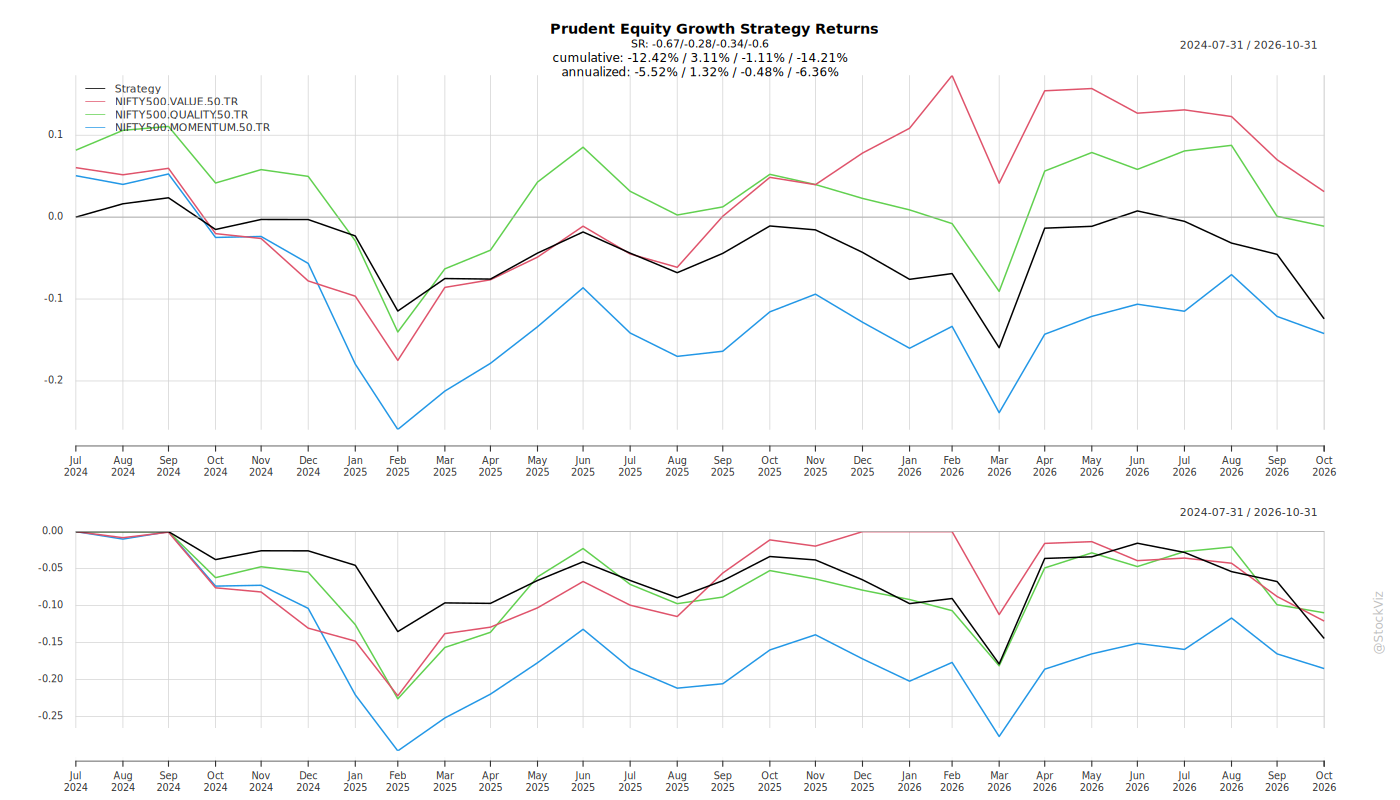 Prudent Equity Growth Strategy Returns
SR: -0.67/-0.28/-0.34/-0.6
cumulative: -12.42% / 3.11% / -1.11% / -14.21%
annualized: -5.52% / 1.32% / -0.48% / -6.36%
2024-07-31 / 2026-10-31
Strategy
NIFTY500.VALUE.50.TR
NIFTY500.QUALITY.50.TR
NIFTY500.MOMENTUM.50.TR
0.1
0.0
-0.1
-0.2
Jul Aug Sep Oct Nov Dec Jan Feb Mar Apr May Jun Jul Aug Sep Oct Nov Dec Jan Feb Mar Apr May Jun Jul Aug Sep Oct
2024 2024 2024 2024 2024 2024 2025 2025 2025 2025 2025 2025 2025 2025 2025 2025 2025 2025 2026 2026 2026 2026 2026 2026 2026 2026 2026 2026
2024-07-31 / 2026-10-31
0.00
-0.05
-0.10
-0.15
-0.20
-0.25
Jul Aug Sep Oct Nov Dec Jan Feb Mar Apr May Jun Jul Aug Sep Oct Nov Dec Jan Feb Mar Apr May Jun Jul Aug Sep Oct
2024 2024 2024 2024 2024 2024 2025 2025 2025 2025 2025 2025 2025 2025 2025 2025 2025 2025 2026 2026 2026 2026 2026 2026 2026 2026 2026 2026
@StockViz